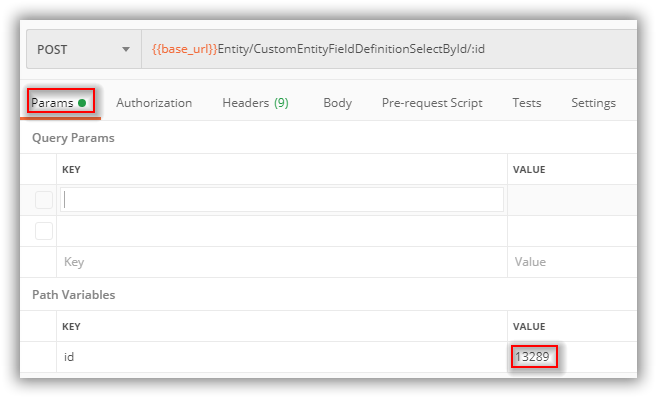 POST {{base_url}}Entity/CustomEntityFieldDefinitionSelectById/:id
Params Authorization Headers (9) Body Pre-request Script Tests Settings
Query Params
KEY VALUE
Key Value
Path Variables
KEY VALUE
id 13289